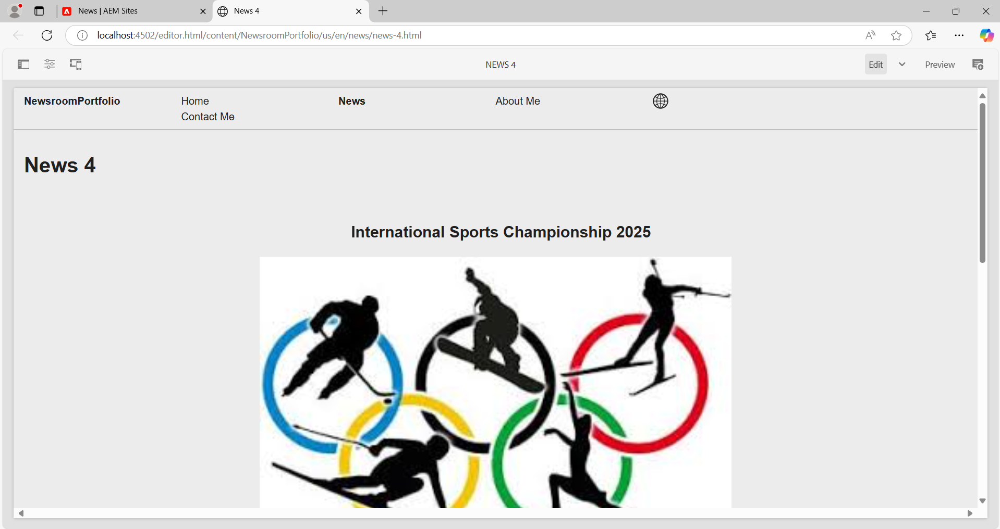 News | AEM Sites
News 4
localhost:4502/editor.html/content/NewsroomPortfolio/us/en/news/news-4.html
NEWS 4
Edit
Preview
NewsroomPortfolio
Home
News
About Me
Contact Me
News 4
International Sports Championship 2025